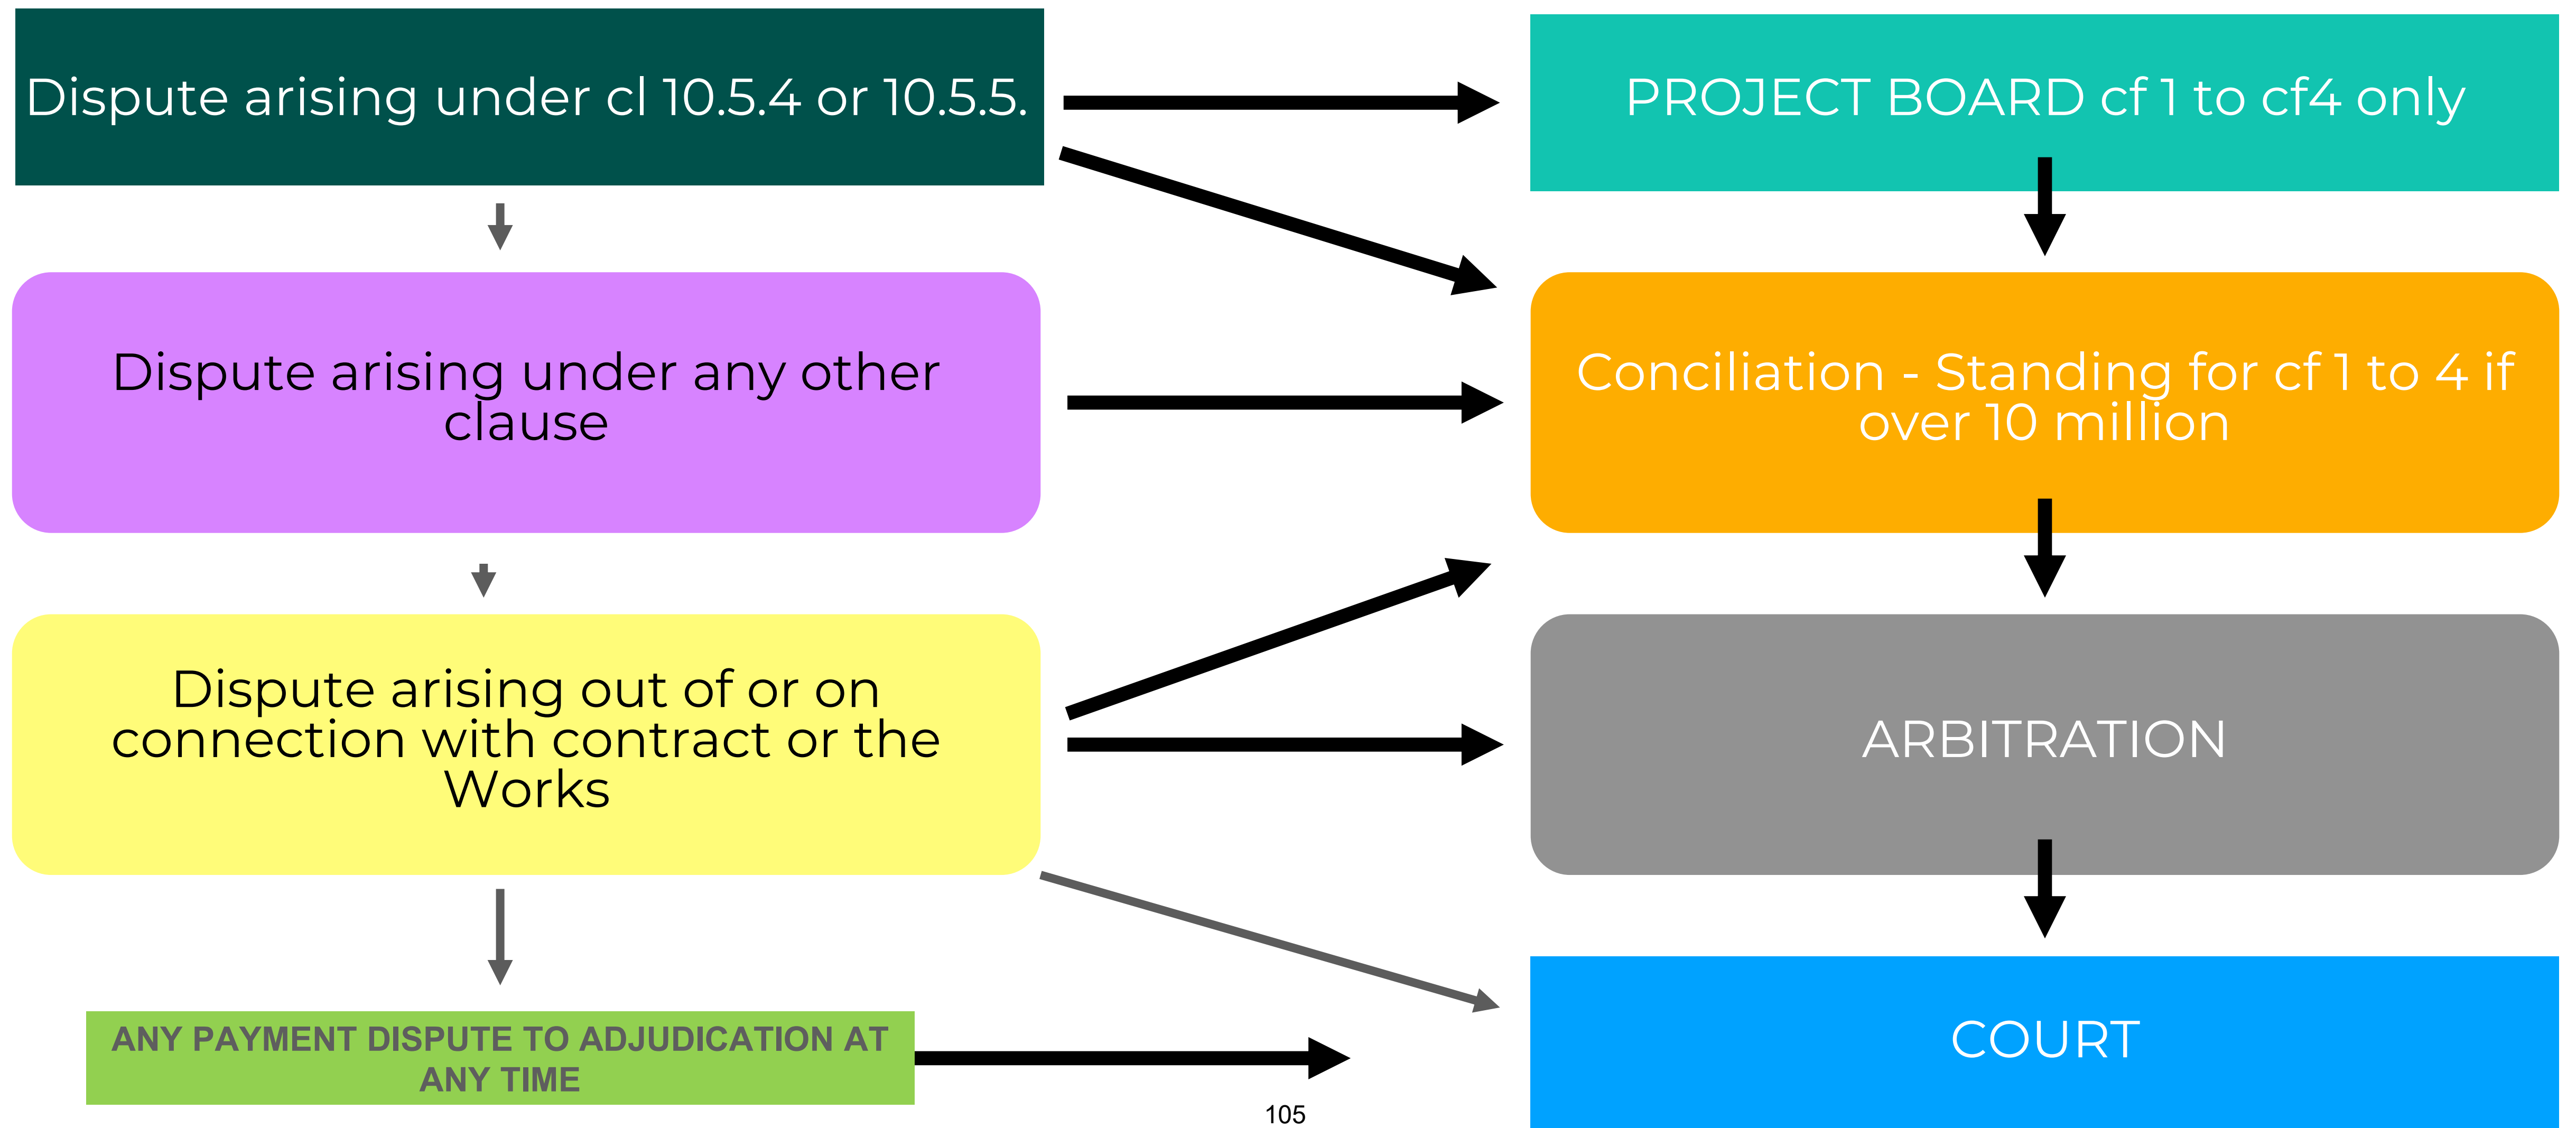 Dispute arising under cl 10.5.4 or 10.5.5.
PROJECT BOARD cf 1 to cf4 only
Dispute arising under any other
clause
Conciliation - Standing for cf 1 to 4 if
over 10 million
Dispute arising out of or on
connection with contract or the
Works
ARBITRATION
ANY PAYMENT DISPUTE TO ADJUDICATION AT
ANY TIME
COURT
105